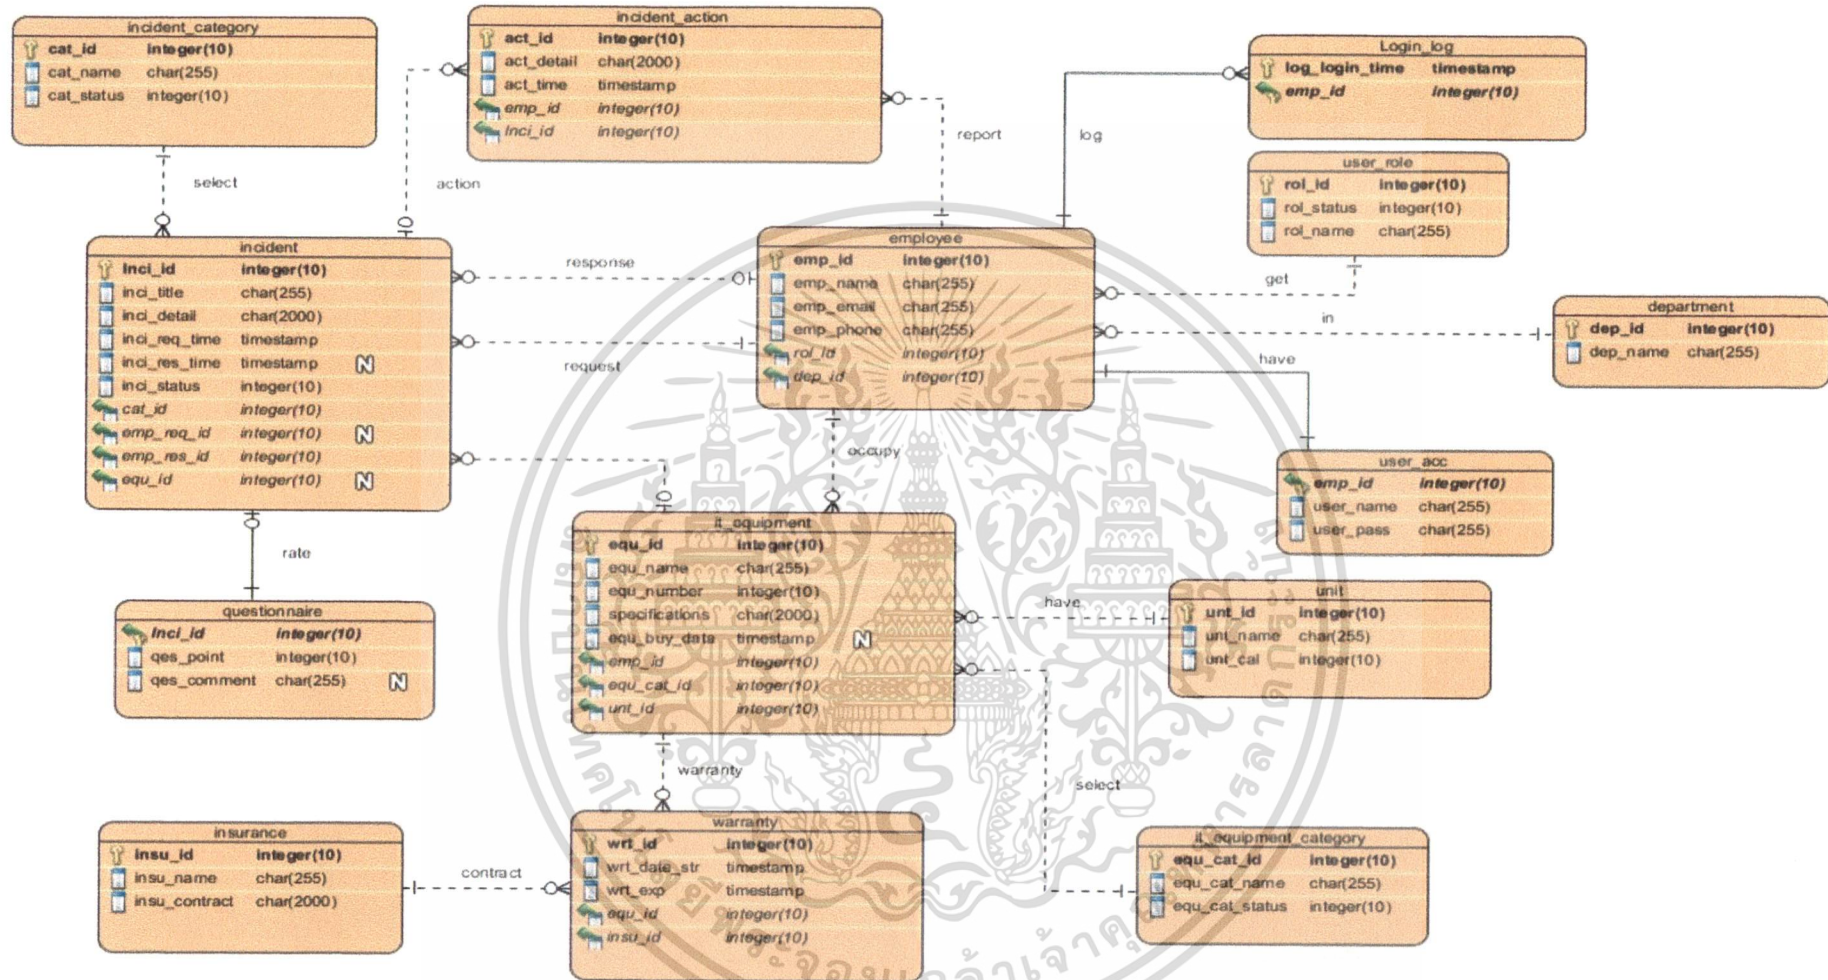 incident_category
cat_id integer(10)
cat_name char(255)
cat_status integer(10)
incident_action
act_id integer(10)
act_detail char(2000)
act_time timestamp
emp_id integer(10)
Inci_id integer(10)
Login_log
log_login_time timestamp
emp_id integer(10)
user_role
rol_id integer(10)
rol_status integer(10)
rol_name char(255)
select
action
report
log
incident
Inci_id integer(10)
inci_title char(255)
inci_detail char(2000)
inci_req_time timestamp
inci_res_time timestamp N
inci_status integer(10)
cat_id integer(10)
emp_req_id integer(10) N
emp_res_id integer(10)
equ_id integer(10) N
response
request
employee
emp_id integer(10)
emp_name char(255)
emp_email char(255)
emp_phone char(255)
rol_id integer(10)
dep_id integer(10)
get
in
have
department
dep_id integer(10)
dep_name char(255)
occupy
user_acc
emp_id integer(10)
user_name char(255)
user_pass char(255)
rate
questionnaire
Inci_id integer(10)
qes_point integer(10)
qes_comment char(255) N
it_equipment
equ_id integer(10)
equ_name char(255)
equ_number integer(10)
specifications char(2000)
equ_buy_data timestamp N
emp_id integer(10)
equ_cat_id integer(10)
unt_id integer(10)
have
unit
unt_id integer(10)
unt_name char(255)
unt_cal integer(10)
warranty
select
insurance
insu_id integer(10)
insu_name char(255)
insu_contract char(2000)
contract
warranty
wrt_id integer(10)
wrt_date_str timestamp
wrt_exp timestamp
equ_id integer(10)
insu_id integer(10)
it_equipment_category
equ_cat_id integer(10)
equ_cat_name char(255)
equ_cat_status integer(10)